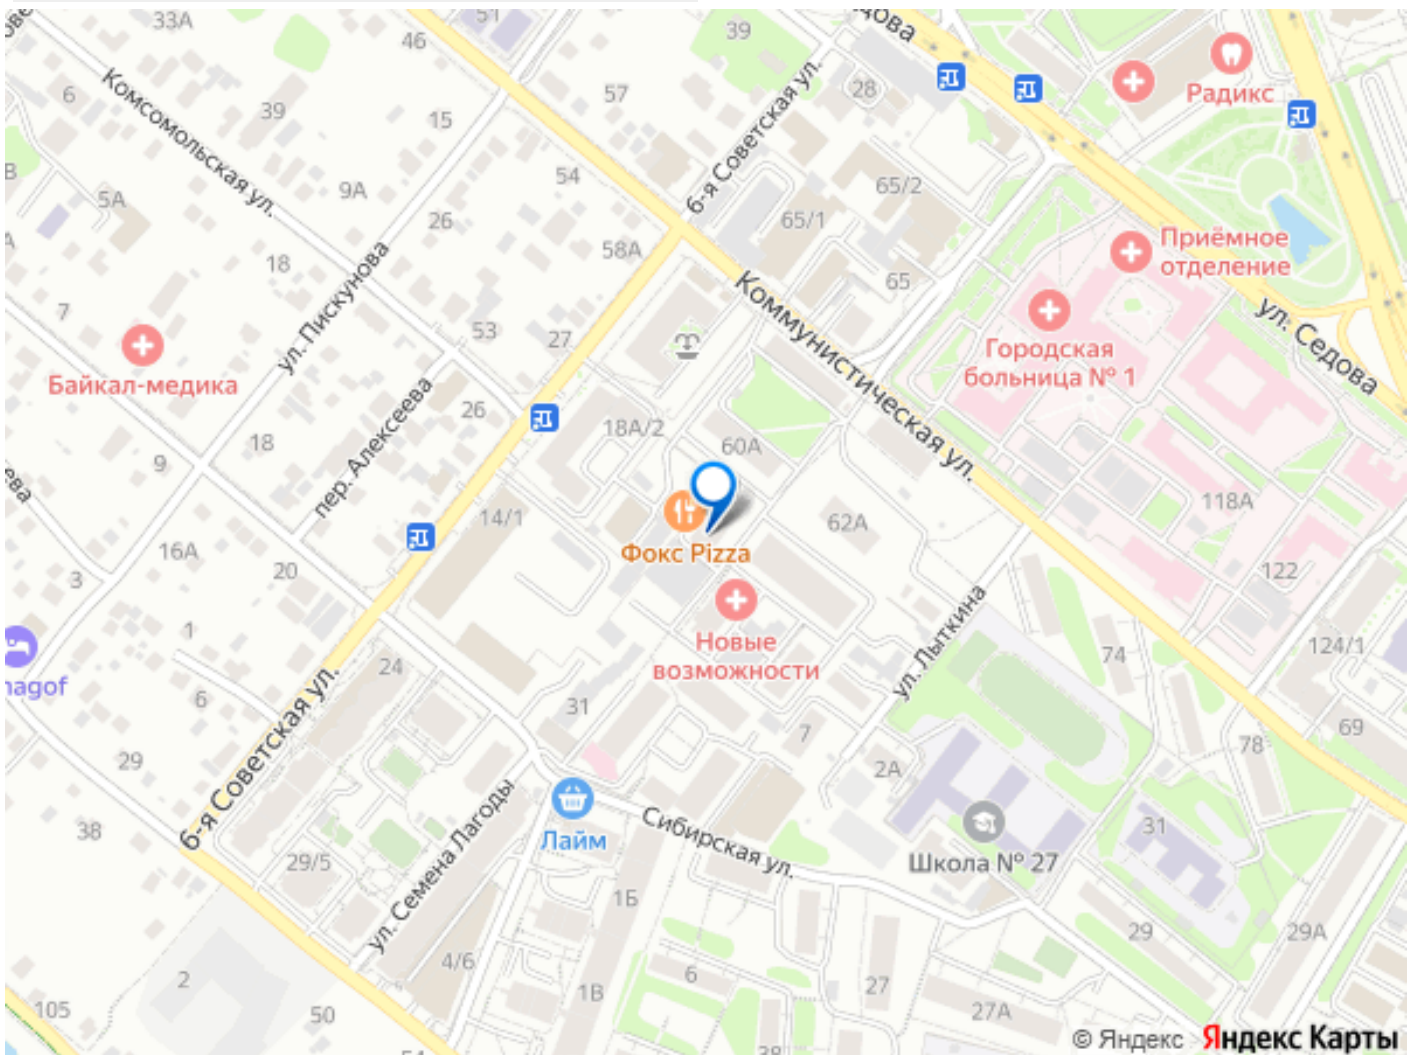 33А
51
46
39
дова
28
Радикс
6
Комсомольская ул.
39
15
57
6-я Советская ул.
5А
9А
54
65/2
26
65/1
58А
Приёмное
отделение
18
65
7
ул. Пискунова
53
27
Коммунистическая ул.
ул. Седова
Городская
больница № 1
Байкал-медика
пер. Алексеева
26
18А/2
60А
18
9
ева
118А
14/1
62А
16А
Фокс Pizza
20
3
122
ул. Лыткина
1
Новые
возможности
74
124/1
nagof
24
6
6-я Советская ул.
31
7
69
78
29
2А
38
Лайм
Сибирская ул.
31
29/5
ул. Семена Лагоды
Школа № 27
1Б
29
29А
4/6
6
2
27
1В
105
50
27А
© Яндекс Яндекс Карты